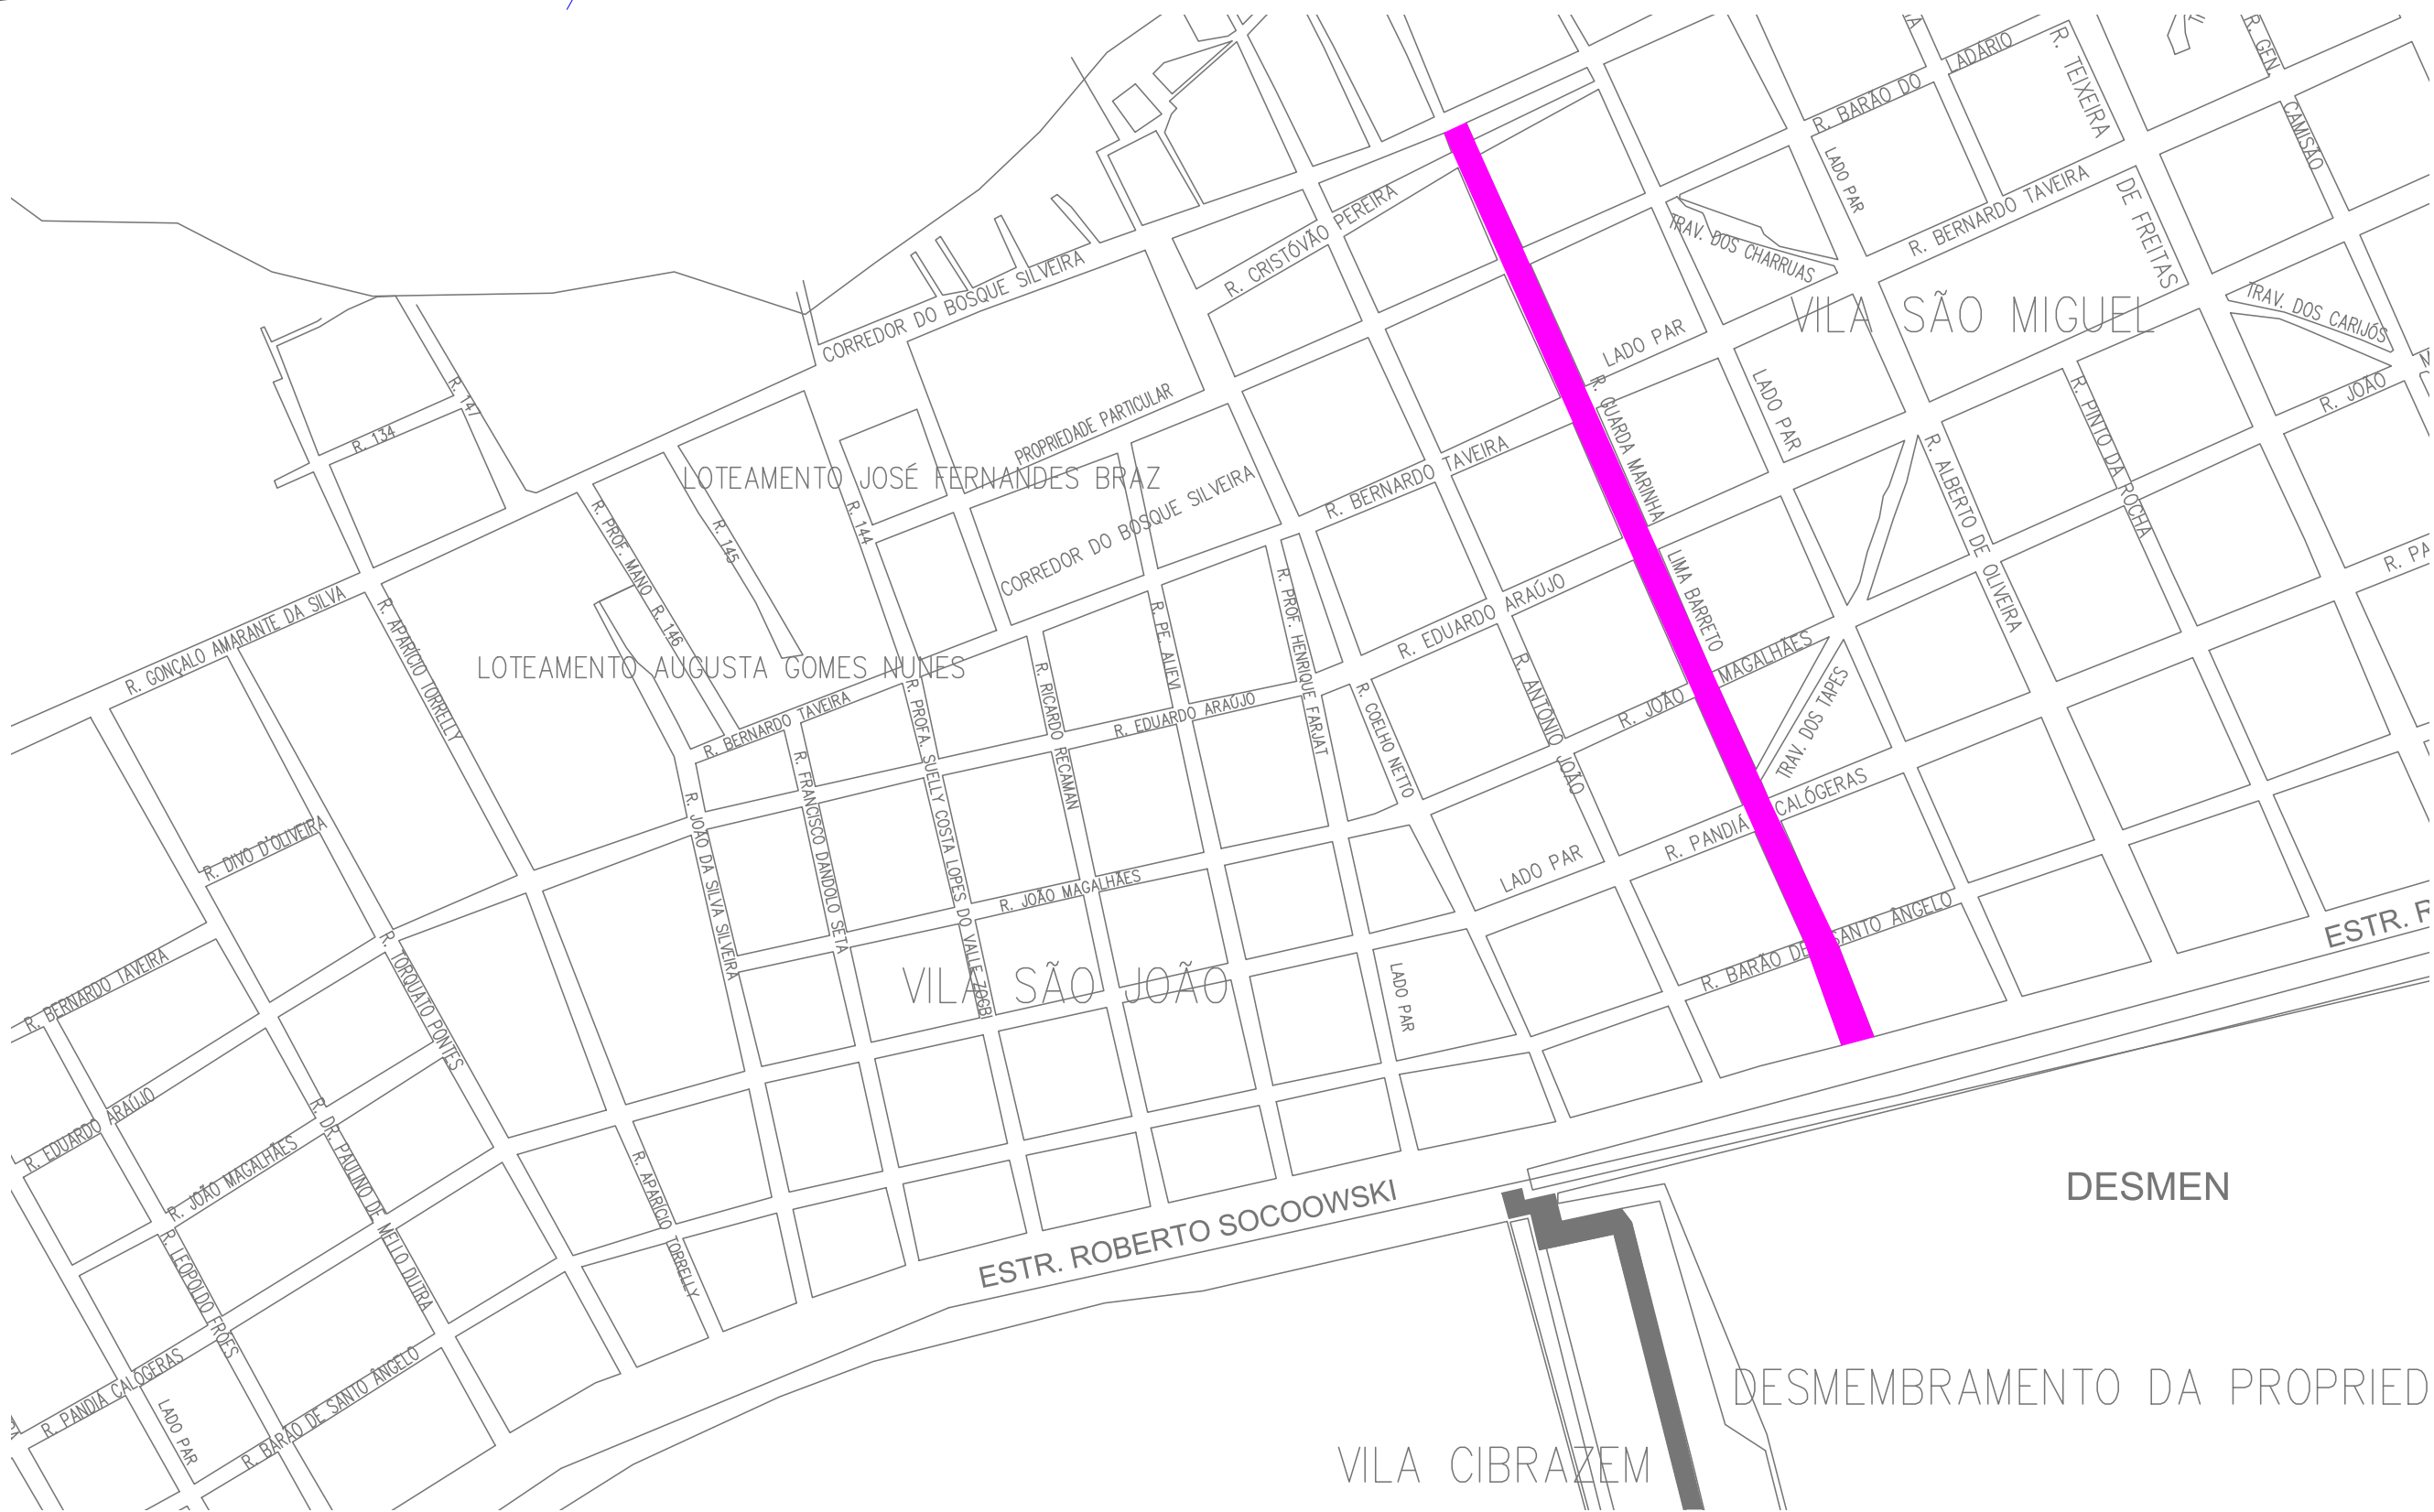 R. BARÃO DO LADÁRIO
R. TEIXEIRA
DE FREITAS
R. GEN.
CAMISÃO
LADO PAR
R. BERNARDO TAVEIRA
TRAV. DOS CHARRUAS
R. CRISTÓVÃO PEREIRA
CORREDOR DO BOSQUE SILVEIRA
VILA SÃO MIGUEL
TRAV. DOS CARIJÓS
LADO PAR
LADO PAR
R. JOÃO
R. PINTO DA ROCHA
R. GUARDA MARINHA
LIMA BARRETO
R. 147
R. 134
PROPRIEDADE PARTICULAR
LOTEAMENTO JOSÉ FERNANDES BRAZ
R. BERNARDO TAVEIRA
R. ALBERTO DE OLIVEIRA
R. PROF. MANO
R. 146
R. 145
R. 144
CORREDOR DO BOSQUE SILVEIRA
R. PA
R. EDUARDO ARAÚJO
R. PROF. HENRIQUE FARJAT
R. PE. ALIEVI
R. GONÇALO AMARANTE DA SILVA
R. APARÍCIO TORRELLY
LOTEAMENTO AUGUSTA GOMES NUNES
R. RICARDO RECAMAN
R. ANTÔNIO JOÃO
R. JOÃO MAGALHÃES
TRAV. DOS TAPES
R. COELHO NETTO
R. BERNARDO TAVEIRA
R. EDUARDO ARAÚJO
R. PROFA. SUELLY COSTA LOPES DO VALLE ZOGBI
R. FRANCISCO DANDOLO SETA
R. JOÃO DA SILVA SILVEIRA
R. PANDIÁ CALÓGERAS
R. DIVO D'OLIVEIRA
LADO PAR
R. JOÃO MAGALHÃES
R. BARÃO DE SANTO ÂNGELO
ESTR. R
R. TORQUATO PONTES
R. BERNARDO TAVEIRA
VILA SÃO JOÃO
LADO PAR
R. EDUARDO ARAÚJO
R. DR. PAULINO DE MELLO DUTRA
R. JOÃO MAGALHÃES
R. APARÍCIO TORRELLY
DESMEN
ESTR. ROBERTO SOCOOWSKI
R. LEOPOLDO FRÓES
R. PANDIÁ CALÓGERAS
R. BARÃO DE SANTO ÂNGELO
LADO PAR
DESMEMBRAMENTO DA PROPRIED
VILA CIBRAZEM